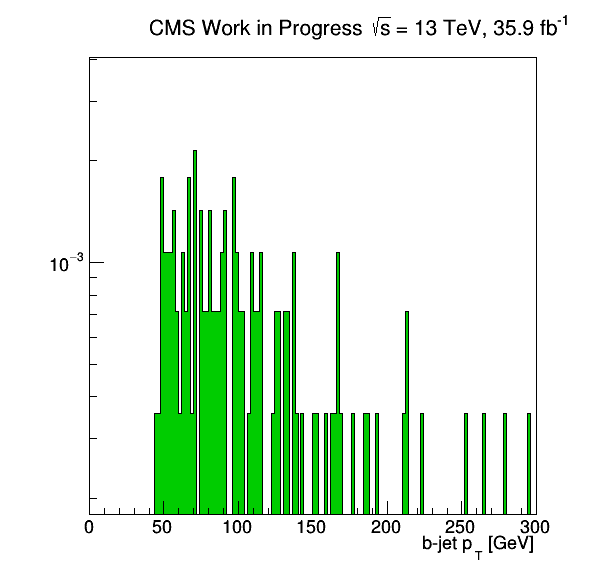 CMS Work in Progress √s = 13 TeV, 35.9 fb⁻¹
10⁻³
0 50 100 150 200 250 300
b-jet p_T [GeV]